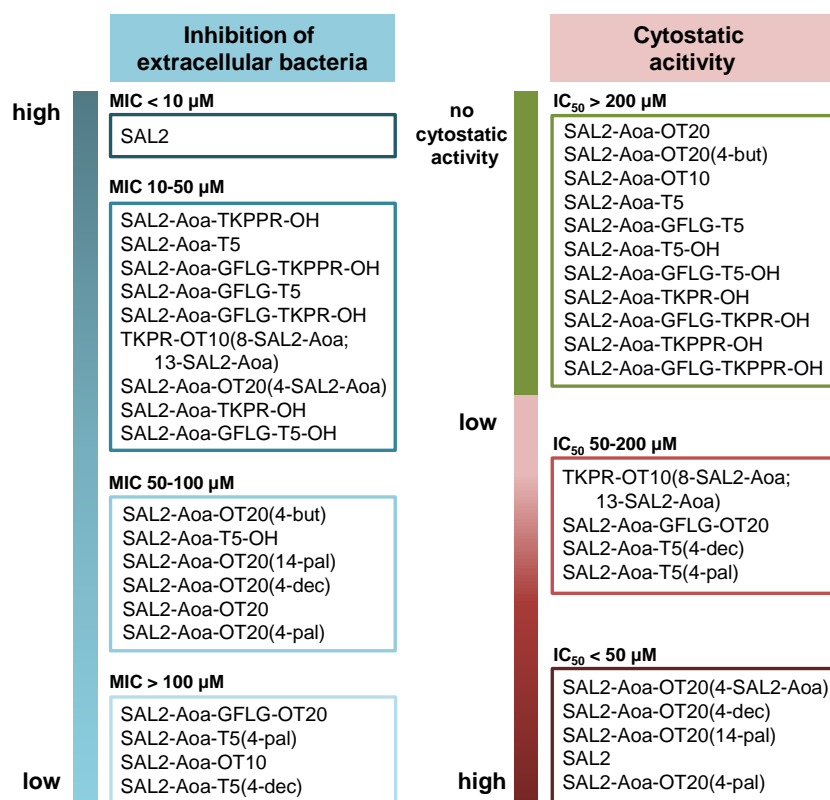 Inhibition of
extracellular bacteria
high
MIC < 10 µM
SAL2
MIC 10-50 µM
SAL2-Aoa-TKPPR-OH
SAL2-Aoa-T5
SAL2-Aoa-GFLG-TKPPR-OH
SAL2-Aoa-GFLG-T5
SAL2-Aoa-GFLG-TKPR-OH
TKPR-OT10(8-SAL2-Aoa;
13-SAL2-Aoa)
SAL2-Aoa-OT20(4-SAL2-Aoa)
SAL2-Aoa-TKPR-OH
SAL2-Aoa-GFLG-T5-OH
MIC 50-100 µM
SAL2-Aoa-OT20(4-but)
SAL2-Aoa-T5-OH
SAL2-Aoa-OT20(14-pal)
SAL2-Aoa-OT20(4-dec)
SAL2-Aoa-OT20
SAL2-Aoa-OT20(4-pal)
MIC > 100 µM
SAL2-Aoa-GFLG-OT20
SAL2-Aoa-T5(4-pal)
SAL2-Aoa-OT10
SAL2-Aoa-T5(4-dec)
low
Cytostatic
acitivity
no
cytostatic
activity
IC50 > 200 µM
SAL2-Aoa-OT20
SAL2-Aoa-OT20(4-but)
SAL2-Aoa-OT10
SAL2-Aoa-T5
SAL2-Aoa-GFLG-T5
SAL2-Aoa-T5-OH
SAL2-Aoa-GFLG-T5-OH
SAL2-Aoa-TKPR-OH
SAL2-Aoa-GFLG-TKPR-OH
SAL2-Aoa-TKPPR-OH
SAL2-Aoa-GFLG-TKPPR-OH
low
IC50 50-200 µM
TKPR-OT10(8-SAL2-Aoa;
13-SAL2-Aoa)
SAL2-Aoa-GFLG-OT20
SAL2-Aoa-T5(4-dec)
SAL2-Aoa-T5(4-pal)
IC50 < 50 µM
SAL2-Aoa-OT20(4-SAL2-Aoa)
SAL2-Aoa-OT20(4-dec)
SAL2-Aoa-OT20(14-pal)
SAL2
SAL2-Aoa-OT20(4-pal)
high